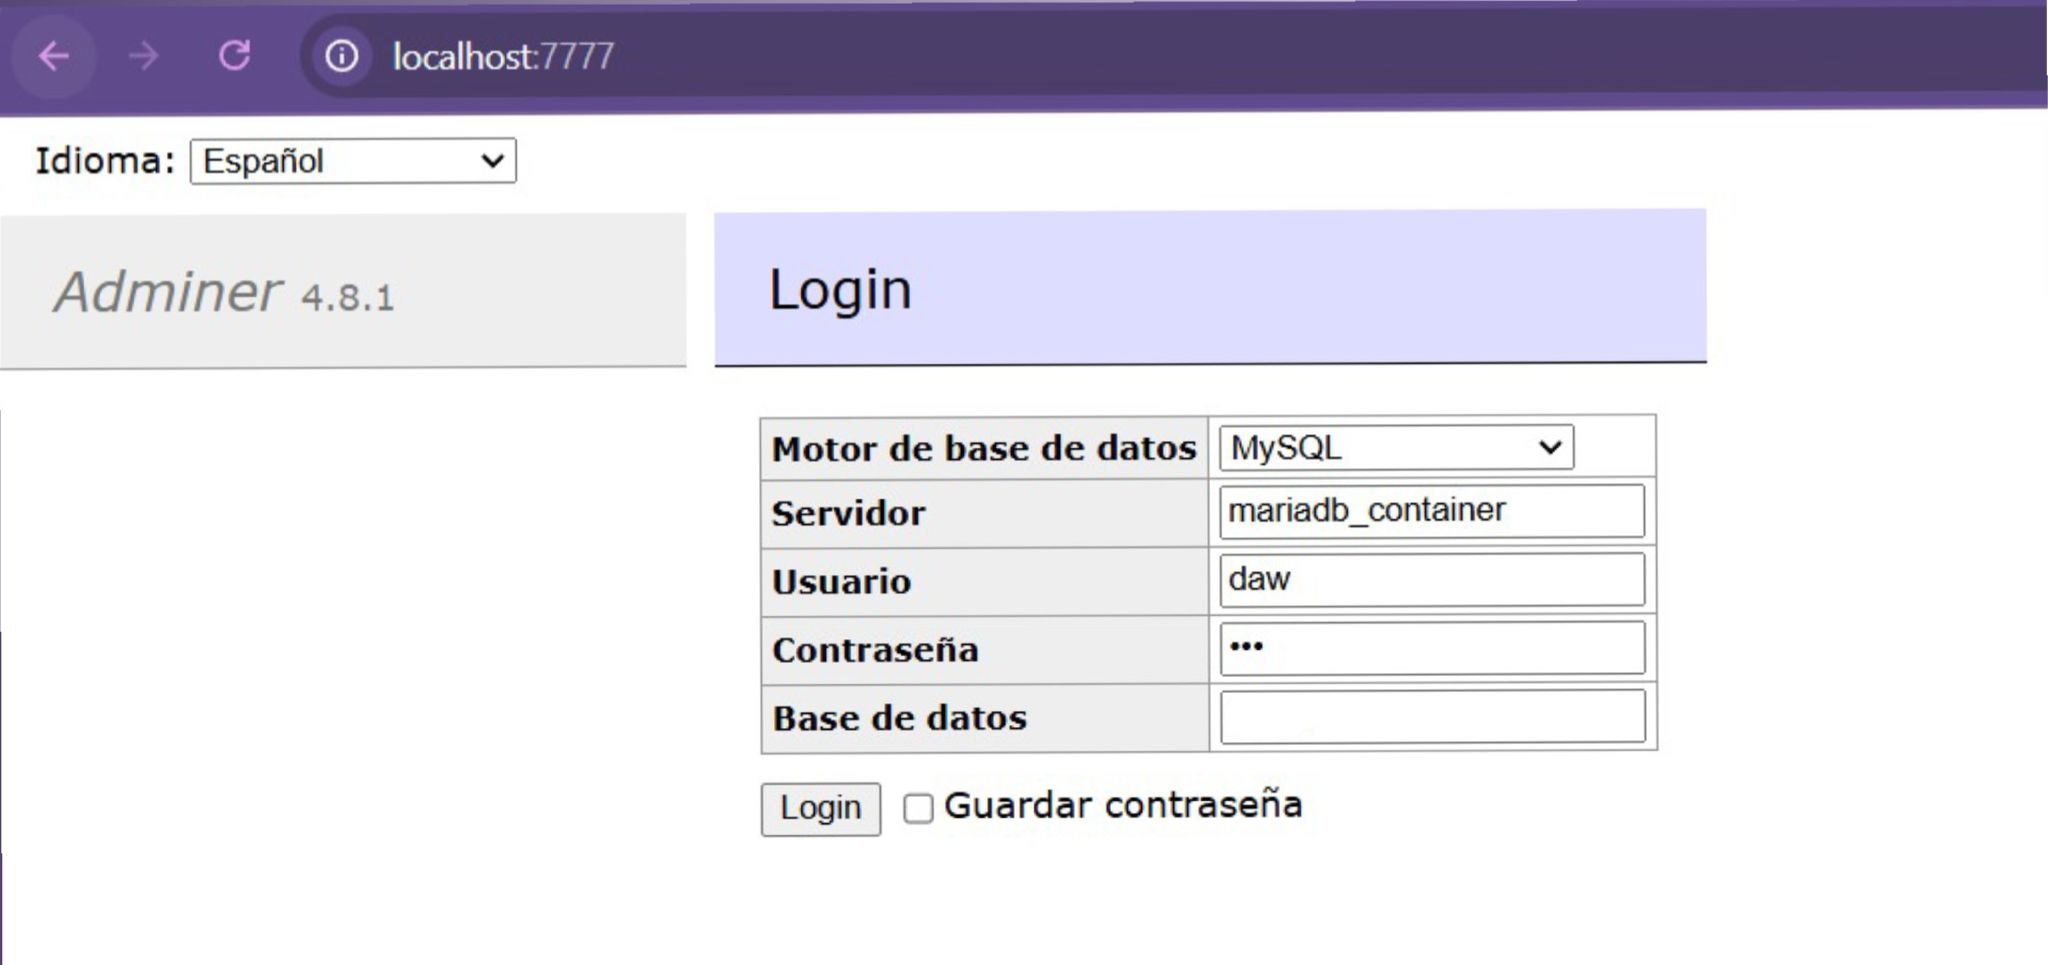 localhost:7777
Idioma: Español
Adminer 4.8.1
Login
Motor de base de datos MySQL
Servidor mariadb_container
Usuario daw
Contraseña •••
Base de datos
Login Guardar contraseña